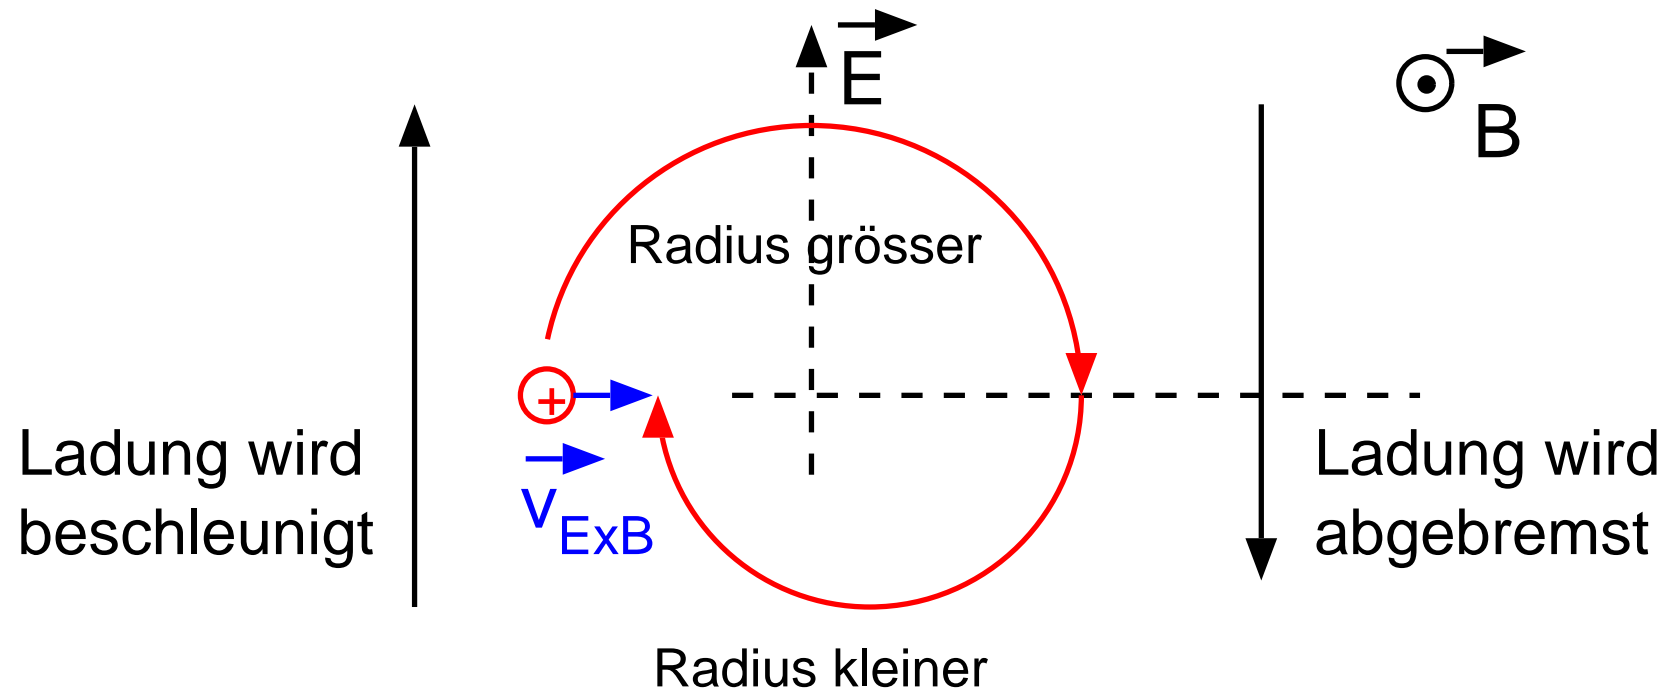 E
B
Radius grösser
+
Ladung wird
beschleunigt
v ExB
Ladung wird
abgebremst
Radius kleiner